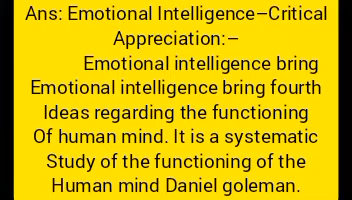 Ans: Emotional Intelligence–Critical
Appreciation:–
Emotional intelligence bring
Emotional intelligence bring fourth
Ideas regarding the functioning
Of human mind. It is a systematic
Study of the functioning of the
Human mind Daniel goleman.